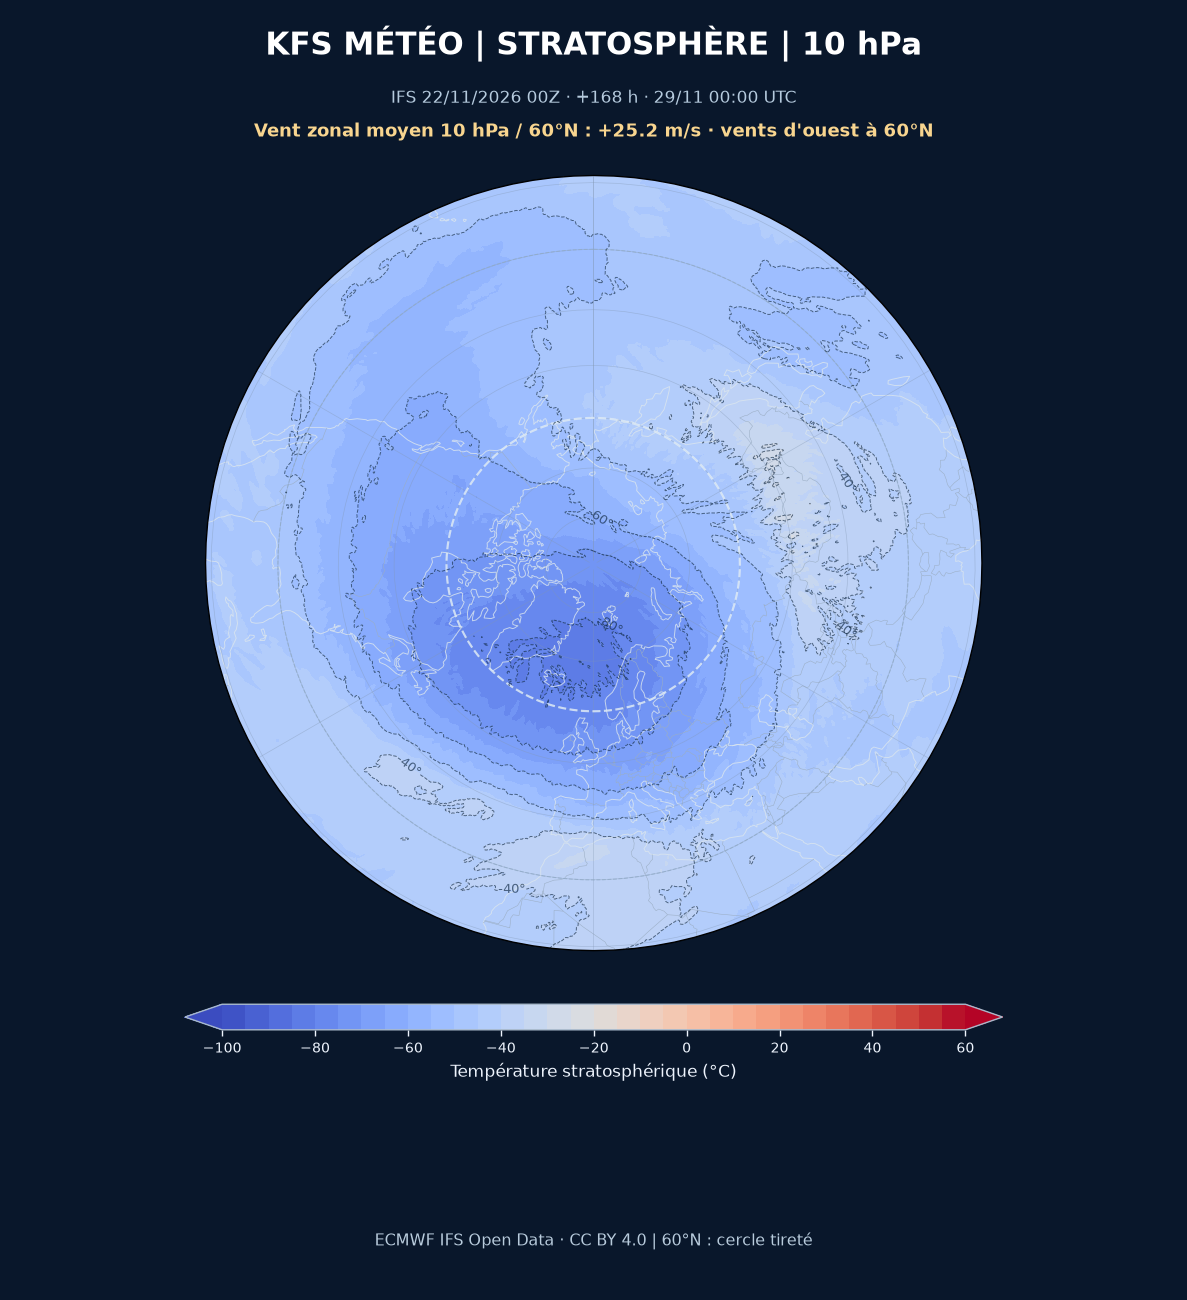 KFS MÉTÉO | STRATOSPHÈRE | 10 hPa
IFS 22/11/2026 00Z · +168 h · 29/11 00:00 UTC
Vent zonal moyen 10 hPa / 60°N : +25.2 m/s · vents d'ouest à 60°N
-40°
-60°
-80°
-40°
-40°
-40°
−100 −80 −60 −40 −20 0 20 40 60
Température stratosphérique (°C)
ECMWF IFS Open Data · CC BY 4.0 | 60°N : cercle tireté